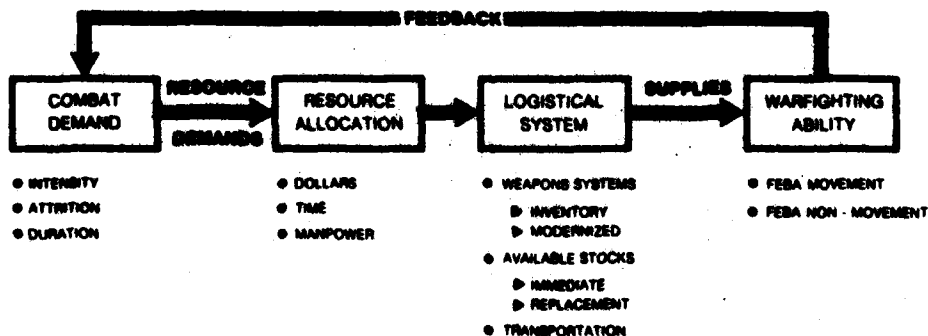 FEEDBACK
COMBAT
DEMAND
RESOURCE
DEMANDS
RESOURCE
ALLOCATION
LOGISTICAL
SYSTEM
SUPPLIES
WARFIGHTING
ABILITY
● INTENSITY
● ATTRITION
● DURATION
● DOLLARS
● TIME
● MANPOWER
● WEAPONS SYSTEMS
▷ INVENTORY
▷ MODERNIZED
● AVAILABLE STOCKS
▷ IMMEDIATE
▷ REPLACEMENT
● TRANSPORTATION
● FEBA MOVEMENT
● FEBA NON - MOVEMENT